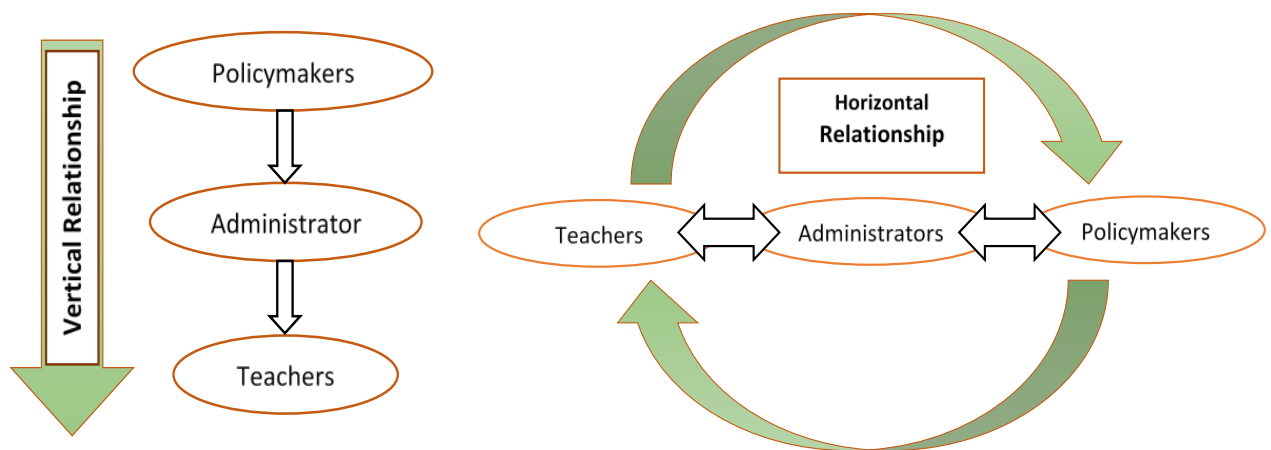 Vertical Relationship
Policymakers
Administrator
Teachers
Horizontal
Relationship
Teachers
Administrators
Policymakers